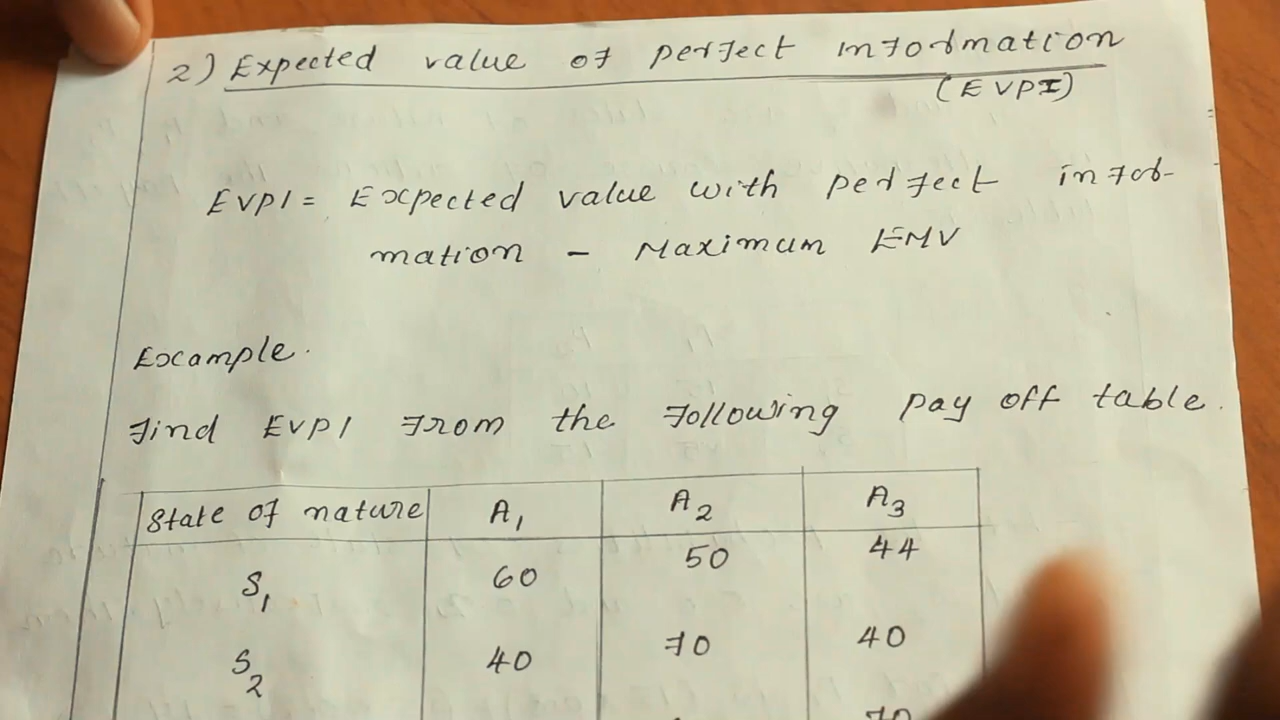 2) Expected value of perfect information
(EVPI)
EVPI = Expected value with perfect infor-
mation - Maximum EMV
Example.
Find EVPI From the Following pay off table.
State of nature A1 A2 A3
S1 60 50 44
S2 40 70 40
70